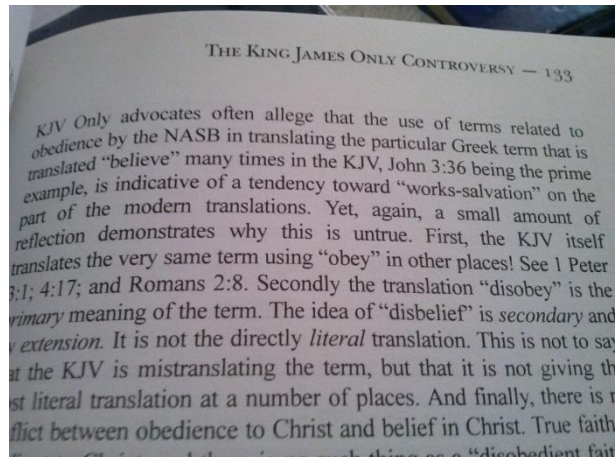 THE KING JAMES ONLY CONTROVERSY — 133
KJV Only advocates often allege that the use of terms related to
obedience by the NASB in translating the particular Greek term that is
translated “believe” many times in the KJV, John 3:36 being the prime
example, is indicative of a tendency toward “works-salvation” on the
part of the modern translations. Yet, again, a small amount of
reflection demonstrates why this is untrue. First, the KJV itself
translates the very same term using “obey” in other places! See 1 Peter
3:1; 4:17; and Romans 2:8. Secondly the translation “disobey” is the
primary meaning of the term. The idea of “disbelief” is secondary and
extension. It is not the directly literal translation. This is not to say
the KJV is mistranslating the term, but that it is not giving
literal translation at a number of places. And finally, there is
between obedience to Christ and belief in Christ. True faith